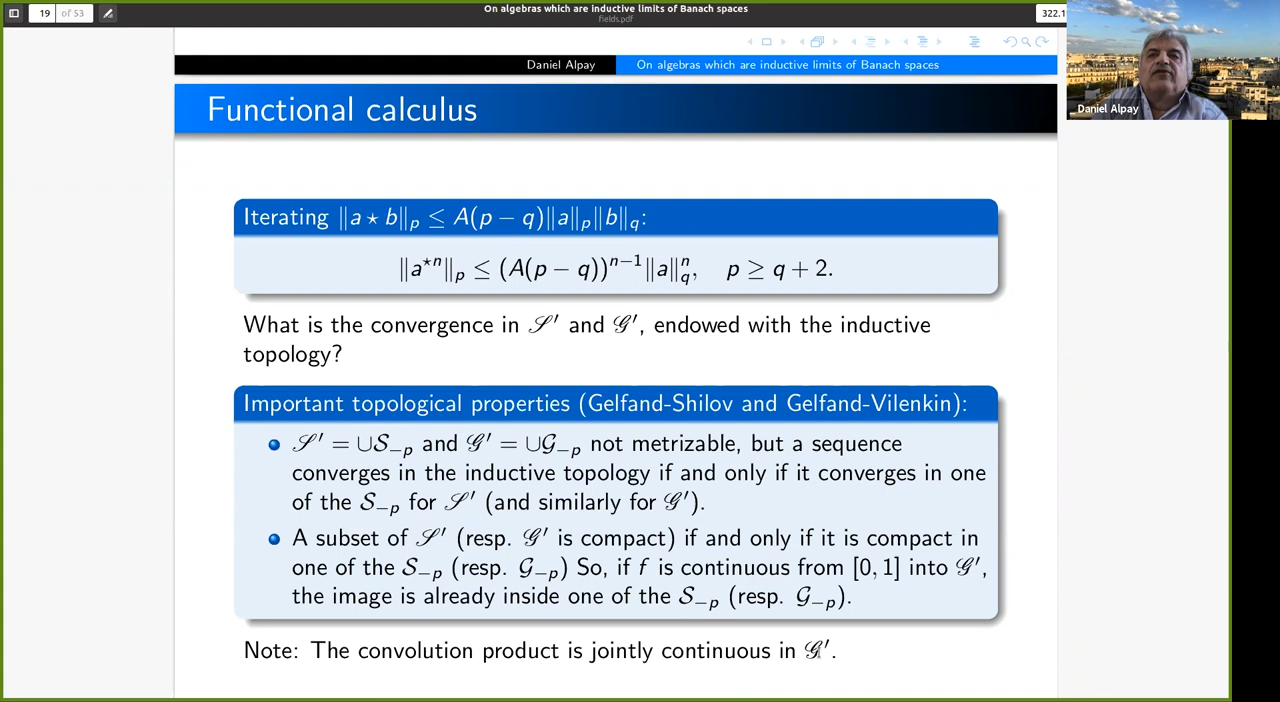 On algebras which are inductive limits of Banach spaces
fields.pdf
19 of 53
322.1
Daniel Alpay
On algebras which are inductive limits of Banach spaces
Daniel Alpay
Functional calculus
Iterating ‖a ⋆ b‖_p ≤ A(p − q)‖a‖_p‖b‖_q:
‖a^{⋆n}‖_p ≤ (A(p − q))^{n−1}‖a‖_q^n, p ≥ q + 2.
What is the convergence in 𝒮′ and 𝒢′, endowed with the inductive
topology?
Important topological properties (Gelfand-Shilov and Gelfand-Vilenkin):
𝒮′ = ∪S_{−p} and 𝒢′ = ∪G_{−p} not metrizable, but a sequence
converges in the inductive topology if and only if it converges in one
of the S_{−p} for 𝒮′ (and similarly for 𝒢′).
A subset of 𝒮′ (resp. 𝒢′ is compact) if and only if it is compact in
one of the S_{−p} (resp. G_{−p}) So, if f is continuous from [0, 1] into 𝒢′,
the image is already inside one of the S_{−p} (resp. G_{−p}).
Note: The convolution product is jointly continuous in 𝒢′.